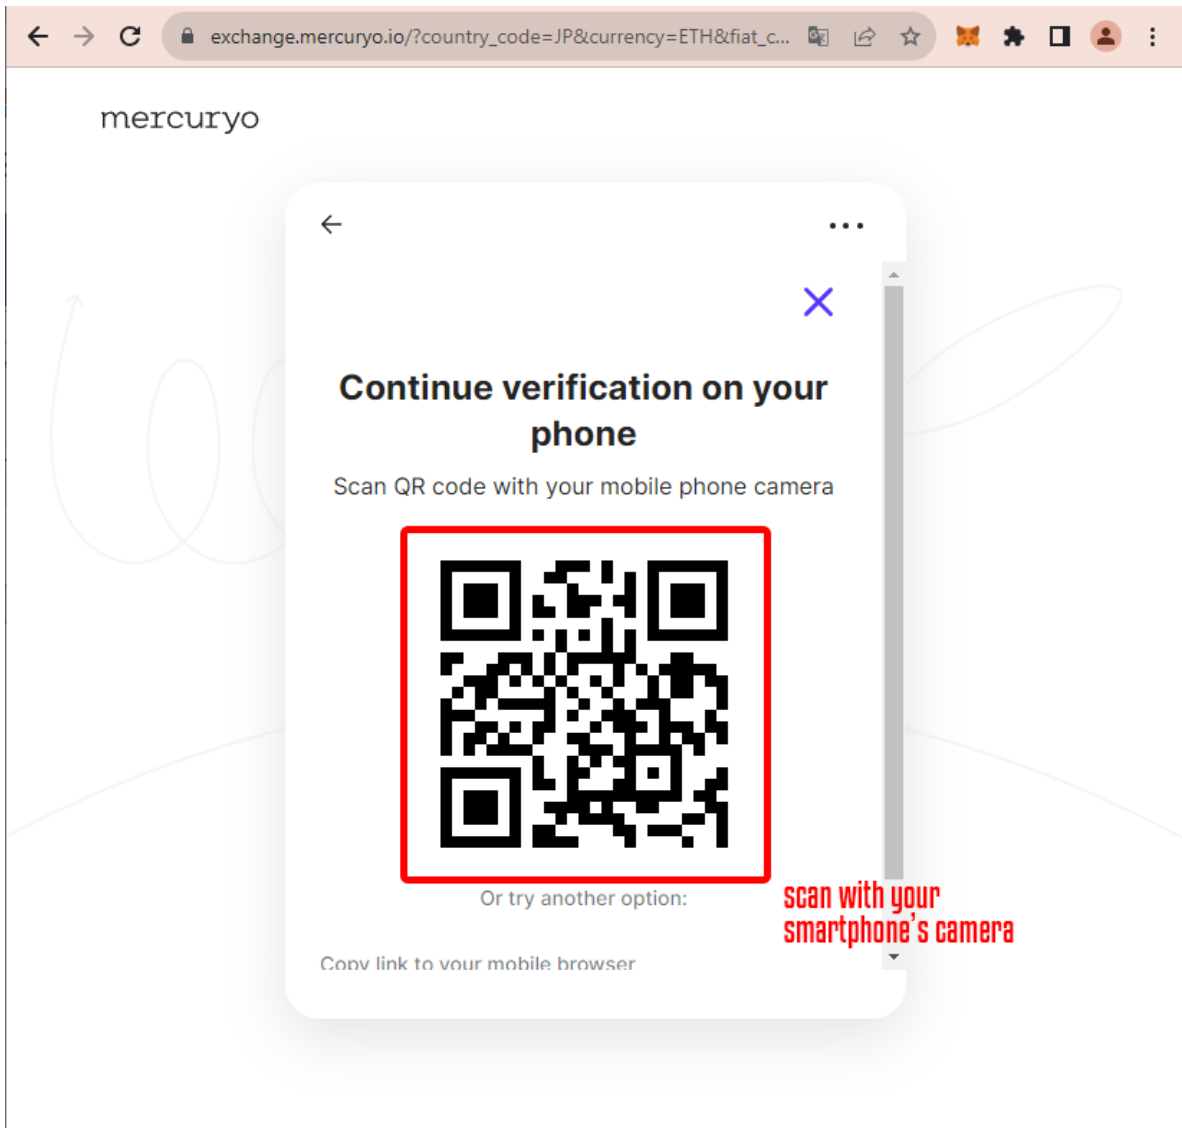 exchange.mercuryo.io/?country_code=JP&currency=ETH&fiat_c...
mercuryo
Continue verification on your
phone
Scan QR code with your mobile phone camera
Or try another option:
scan with your
smartphone's camera
Copy link to your mobile browser